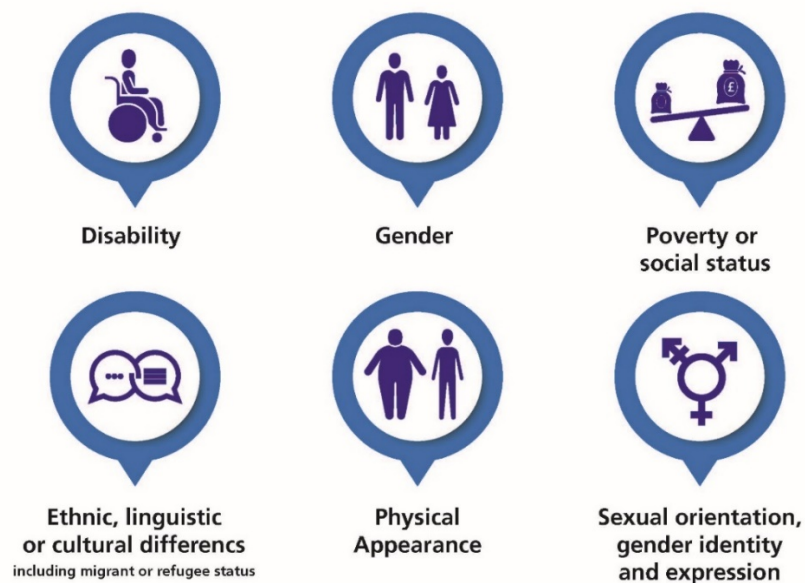 £
Disability
Gender
Poverty or
social status
Ethnic, linguistic
or cultural differencs
including migrant or refugee status
Physical
Appearance
Sexual orientation,
gender identity
and expression